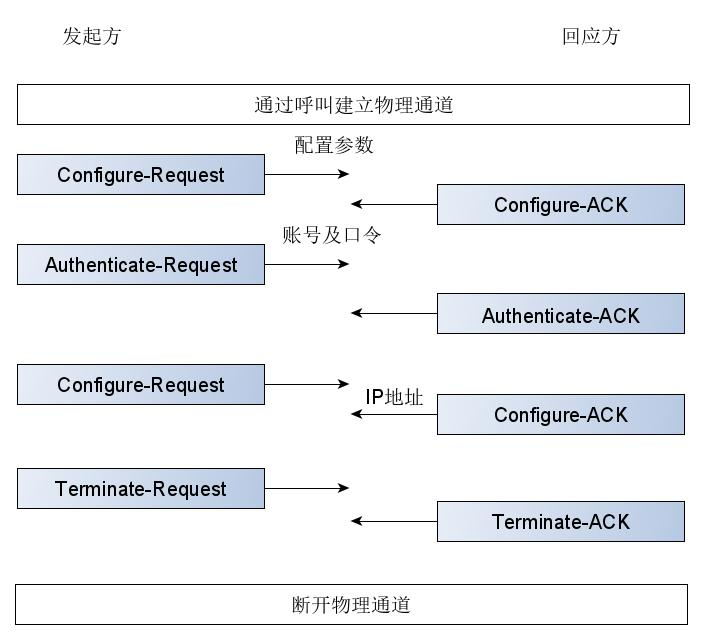 发起方
回应方
通过呼叫建立物理通道
配置参数
Configure-Request
Configure-ACK
账号及口令
Authenticate-Request
Authenticate-ACK
Configure-Request
IP地址
Configure-ACK
Terminate-Request
Terminate-ACK
断开物理通道